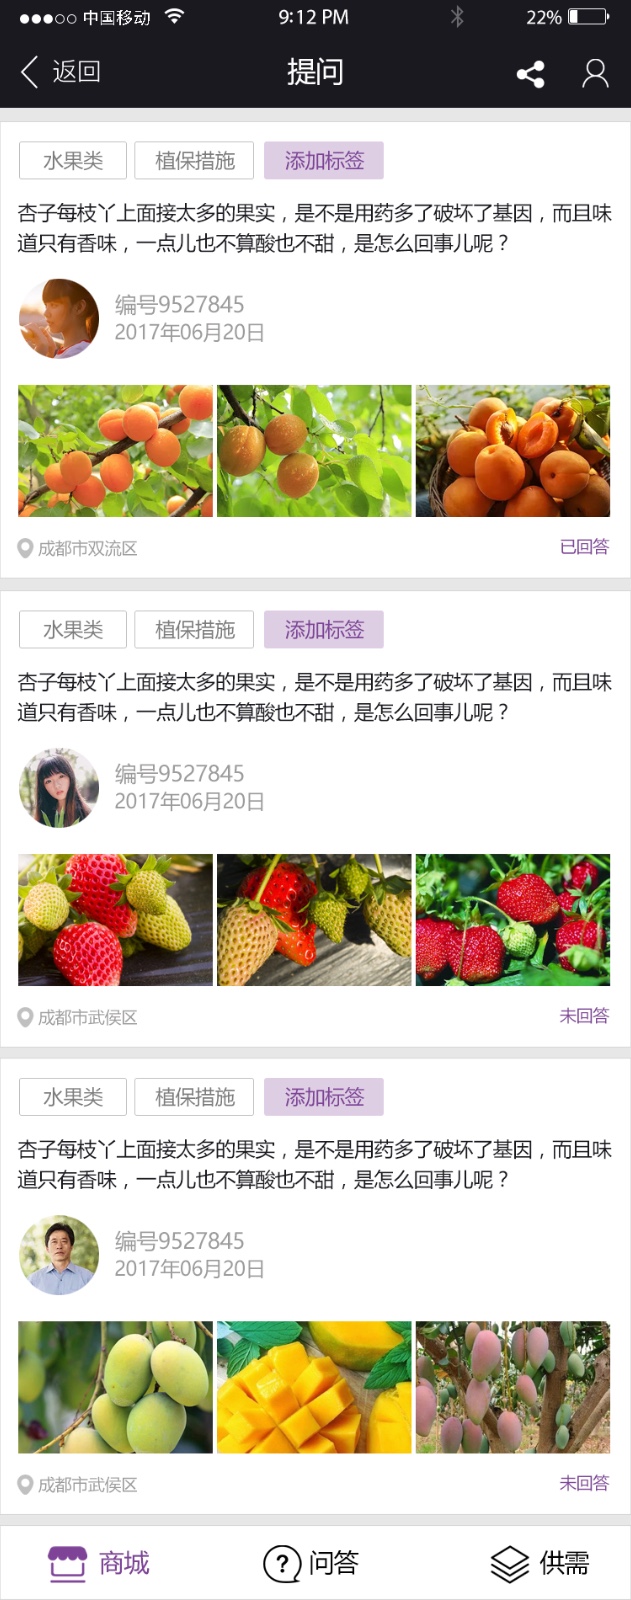 中国移动 9:12 PM 22%
返回 提问
水果类 植保措施 添加标签
杏子每枝丫上面接太多的果实，是不是用药多了破坏了基因，而且味
道只有香味，一点儿也不算酸也不甜，是怎么回事儿呢？
编号9527845
2017年06月20日
成都市双流区 已回答
水果类 植保措施 添加标签
杏子每枝丫上面接太多的果实，是不是用药多了破坏了基因，而且味
道只有香味，一点儿也不算酸也不甜，是怎么回事儿呢？
编号9527845
2017年06月20日
成都市武侯区 未回答
水果类 植保措施 添加标签
杏子每枝丫上面接太多的果实，是不是用药多了破坏了基因，而且味
道只有香味，一点儿也不算酸也不甜，是怎么回事儿呢？
编号9527845
2017年06月20日
成都市武侯区 未回答
商城 问答 供需